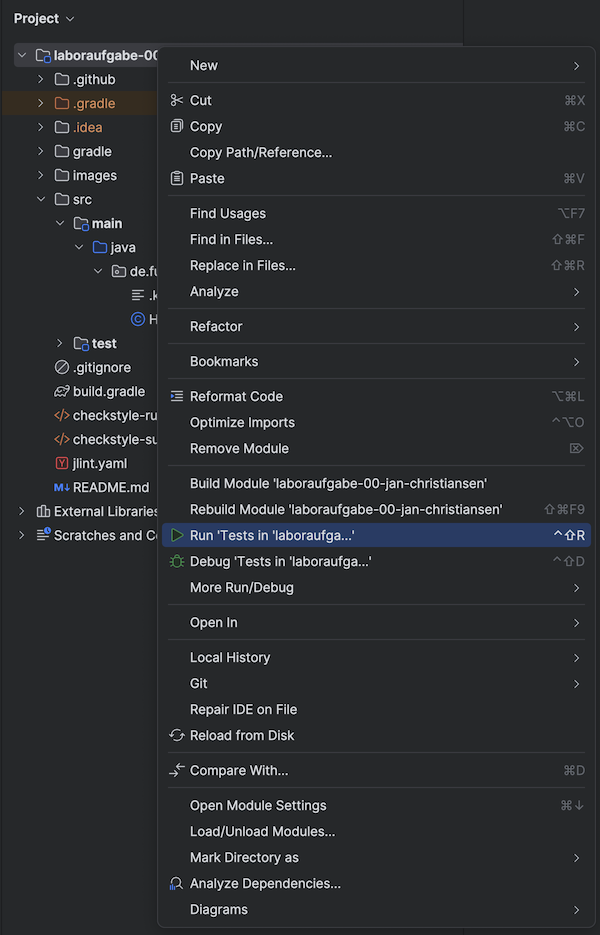 Project
laboraufgabe-00
.github
.gradle
.idea
gradle
images
src
main
java
de.fu
.k
H
test
.gitignore
build.gradle
checkstyle-ru
checkstyle-su
jlint.yaml
README.md
External Libraries
Scratches and Co
New
Cut ⌘X
Copy ⌘C
Copy Path/Reference...
Paste ⌘V
Find Usages ⌥F7
Find in Files... ⇧⌘F
Replace in Files... ⇧⌘R
Analyze
Refactor
Bookmarks
Reformat Code ⌥⌘L
Optimize Imports ⌃⌥O
Remove Module ⌦
Build Module 'laboraufgabe-00-jan-christiansen'
Rebuild Module 'laboraufgabe-00-jan-christiansen' ⇧⌘F9
Run 'Tests in 'laboraufga...' ⌃⇧R
Debug 'Tests in 'laboraufga...' ⌃⇧D
More Run/Debug
Open In
Local History
Git
Repair IDE on File
Reload from Disk
Compare With... ⌘D
Open Module Settings ⌘↓
Load/Unload Modules...
Mark Directory as
Analyze Dependencies...
Diagrams